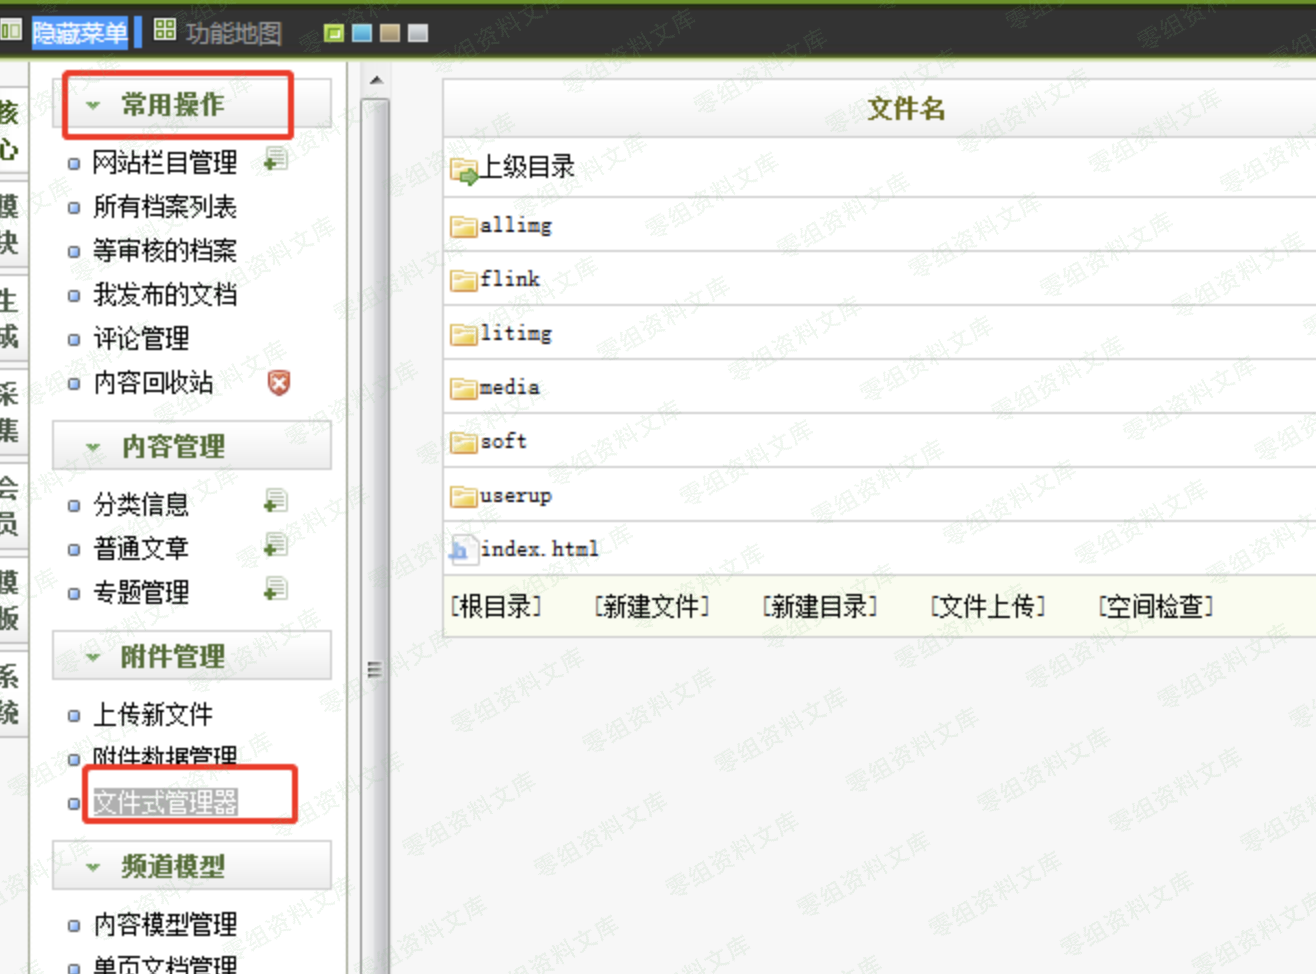 隐藏菜单
功能地图
核心
模块
生成
采集
会员
模板
系统
常用操作
网站栏目管理
所有档案列表
等审核的档案
我发布的文档
评论管理
内容回收站
内容管理
分类信息
普通文章
专题管理
附件管理
上传新文件
附件数据管理
文件式管理器
频道模型
内容模型管理
单页文档管理
文件名
上级目录
allimg
flink
litimg
media
soft
userup
index.html
[根目录] [新建文件] [新建目录] [文件上传] [空间检查]
零组资料文库